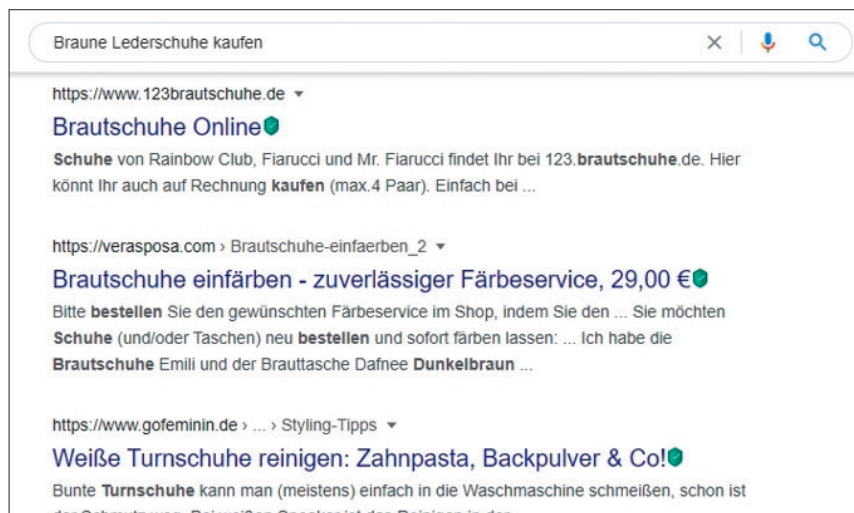 Braune Lederschuhe kaufen
https://www.123brautschuhe.de
Brautschuhe Online
Schuhe von Rainbow Club, Fiarucci und Mr. Fiarucci findet Ihr bei 123.brautschuhe.de. Hier
könnt Ihr auch auf Rechnung kaufen (max.4 Paar). Einfach bei ...
https://verasposa.com › Brautschuhe-einfaerben_2
Brautschuhe einfärben - zuverlässiger Färbeservice, 29,00 €
Bitte bestellen Sie den gewünschten Färbeservice im Shop, indem Sie den ... Sie möchten
Schuhe (und/oder Taschen) neu bestellen und sofort färben lassen: ... Ich habe die
Brautschuhe Emili und der Brauttasche Dafnee Dunkelbraun ...
https://www.gofeminin.de › ... › Styling-Tipps
Weiße Turnschuhe reinigen: Zahnpasta, Backpulver & Co!
Bunte Turnschuhe kann man (meistens) einfach in die Waschmaschine schmeißen, schon ist